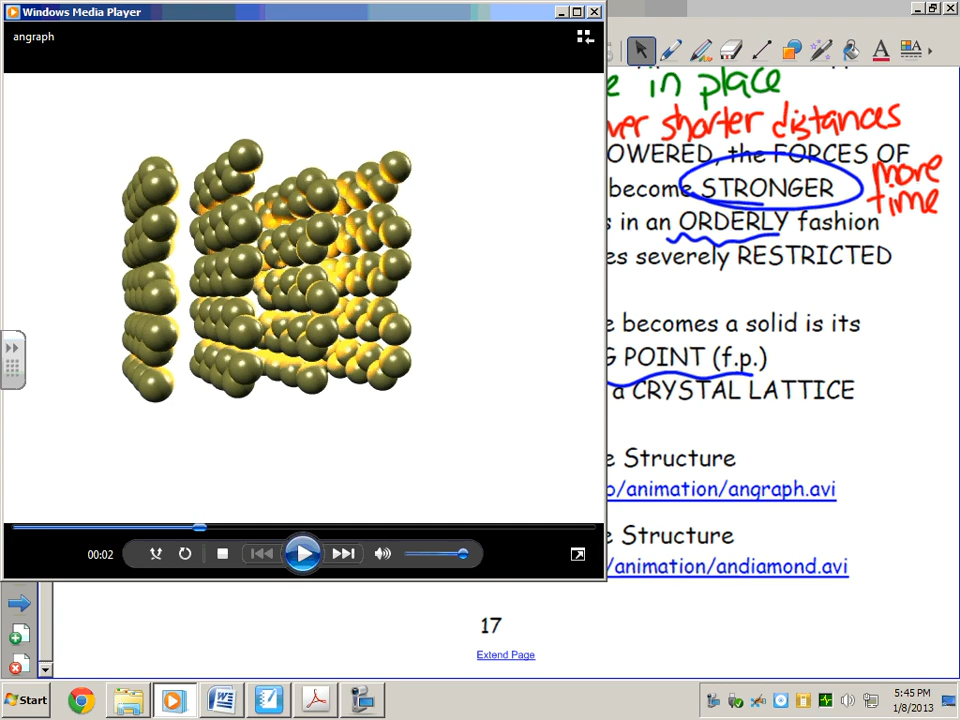 Windows Media Player
angraph
in place
shorter distances
OWERED, the FORCES OF
become STRONGER
more
time
s in an ORDERLY fashion
es severely RESTRICTED
e becomes a solid is its
G POINT (f.p.)
a CRYSTAL LATTICE
e Structure
o/animation/angraph.avi
e Structure
/animation/andiamond.avi
00:02
17
Extend Page
Start
5:45 PM
1/8/2013